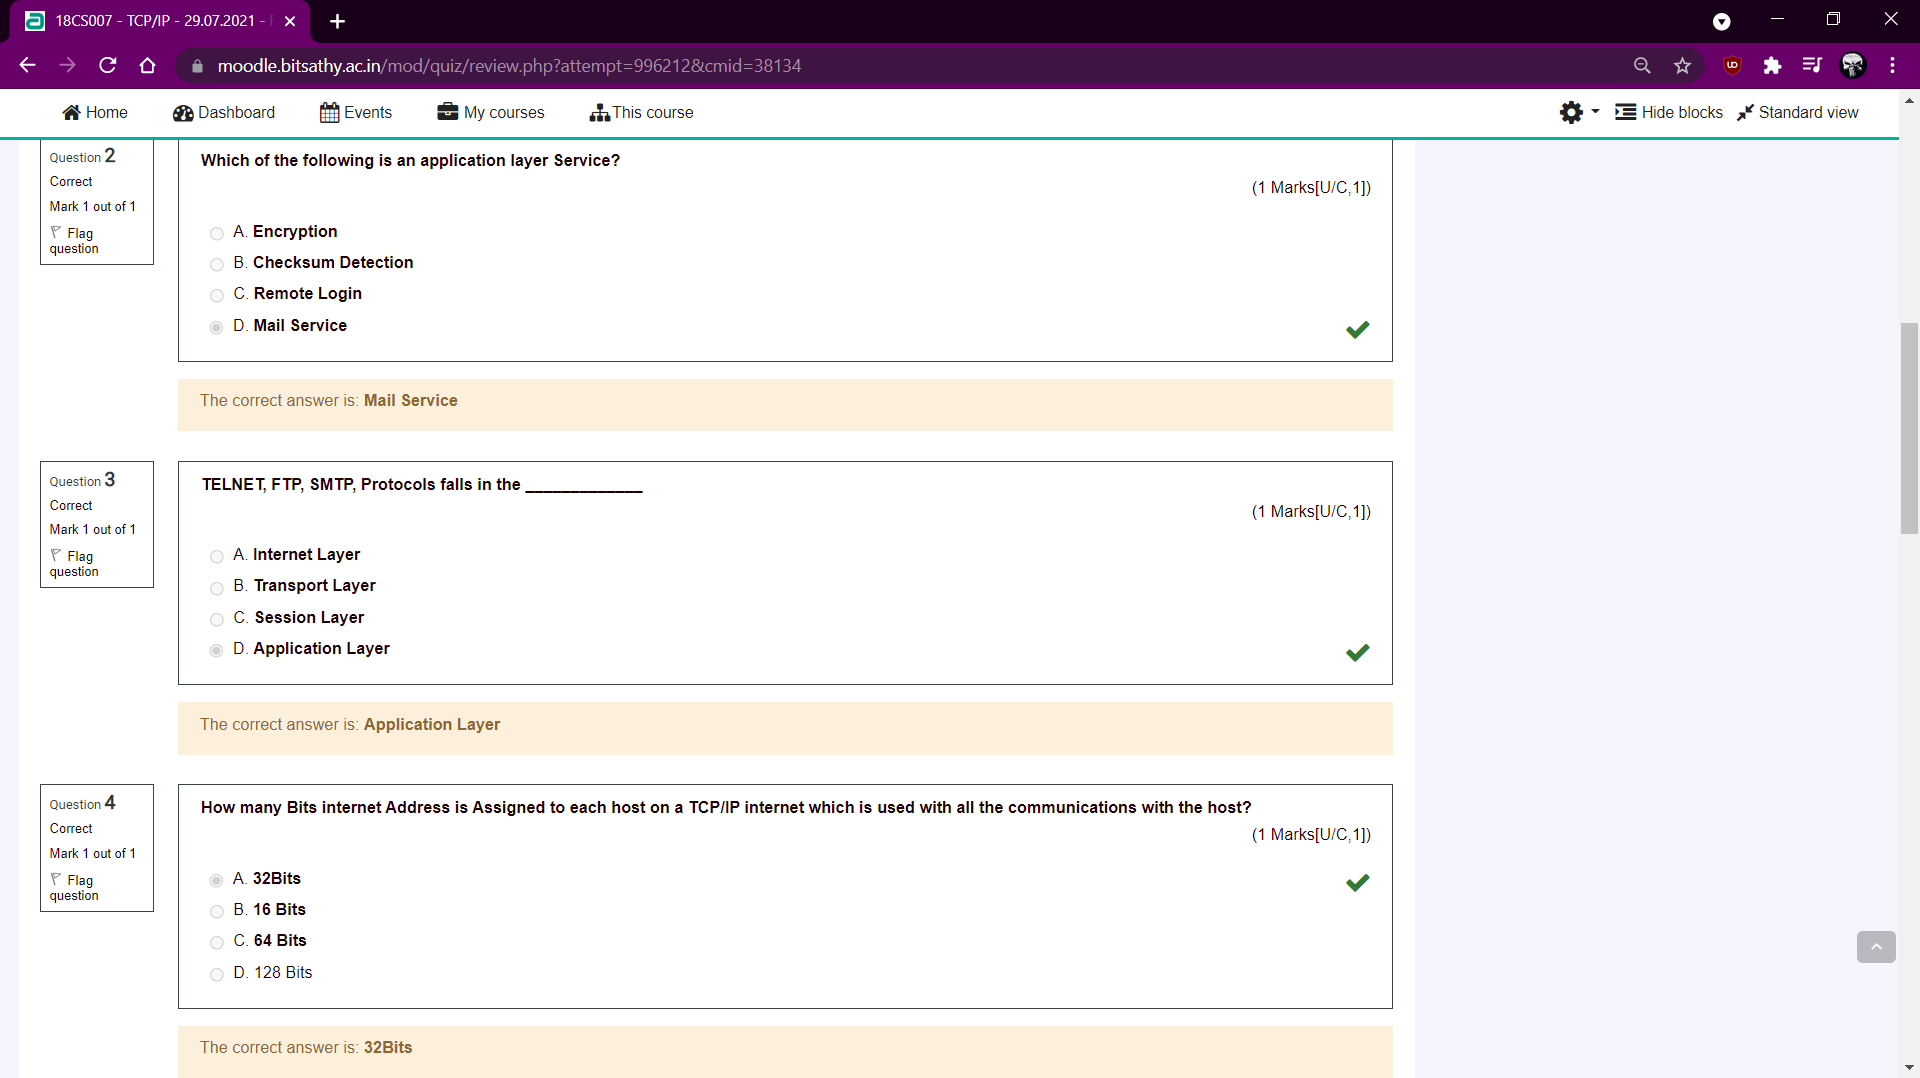 18CS007 - TCP/IP - 29.07.2021 -
moodle.bitsathy.ac.in/mod/quiz/review.php?attempt=996212&cmid=38134
Home
Dashboard
Events
My courses
This course
Hide blocks
Standard view
Question 2
Correct
Mark 1 out of 1
Flag
question
Which of the following is an application layer Service?
(1 Marks[U/C,1])
A. Encryption
B. Checksum Detection
C. Remote Login
D. Mail Service
The correct answer is: Mail Service
Question 3
Correct
Mark 1 out of 1
Flag
question
TELNET, FTP, SMTP, Protocols falls in the _____________
(1 Marks[U/C,1])
A. Internet Layer
B. Transport Layer
C. Session Layer
D. Application Layer
The correct answer is: Application Layer
Question 4
Correct
Mark 1 out of 1
Flag
question
How many Bits internet Address is Assigned to each host on a TCP/IP internet which is used with all the communications with the host?
(1 Marks[U/C,1])
A. 32Bits
B. 16 Bits
C. 64 Bits
D. 128 Bits
The correct answer is: 32Bits